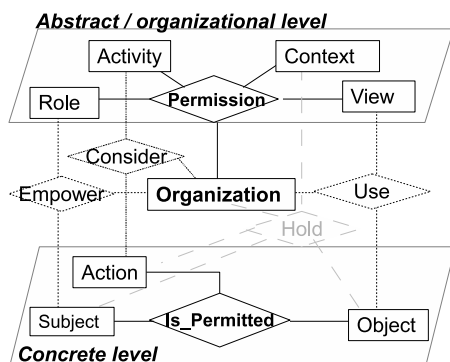 Abstract / organizational level
Activity
Context
Role
Permission
View
Consider
Empower
Organization
Use
Hold
Action
Subject
Is_Permitted
Object
Concrete level